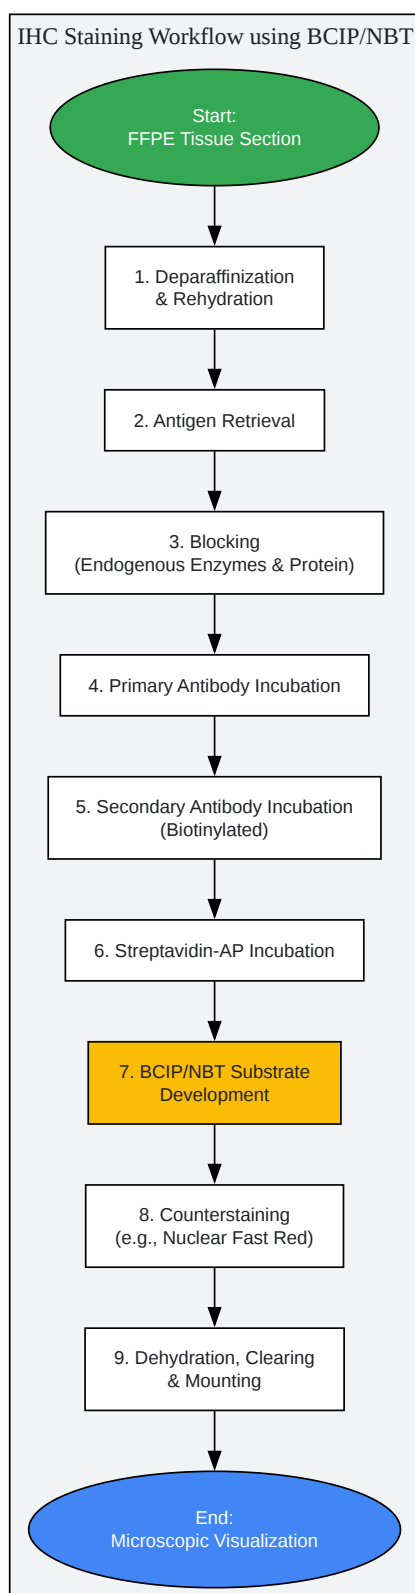 IHC Staining Workflow using BCIP/NBT
Start:
FFPE Tissue Section
1. Deparaffinization
& Rehydration
2. Antigen Retrieval
3. Blocking
(Endogenous Enzymes & Protein)
4. Primary Antibody Incubation
5. Secondary Antibody Incubation
(Biotinylated)
6. Streptavidin-AP Incubation
7. BCIP/NBT Substrate
Development
8. Counterstaining
(e.g., Nuclear Fast Red)
9. Dehydration, Clearing
& Mounting
End:
Microscopic Visualization